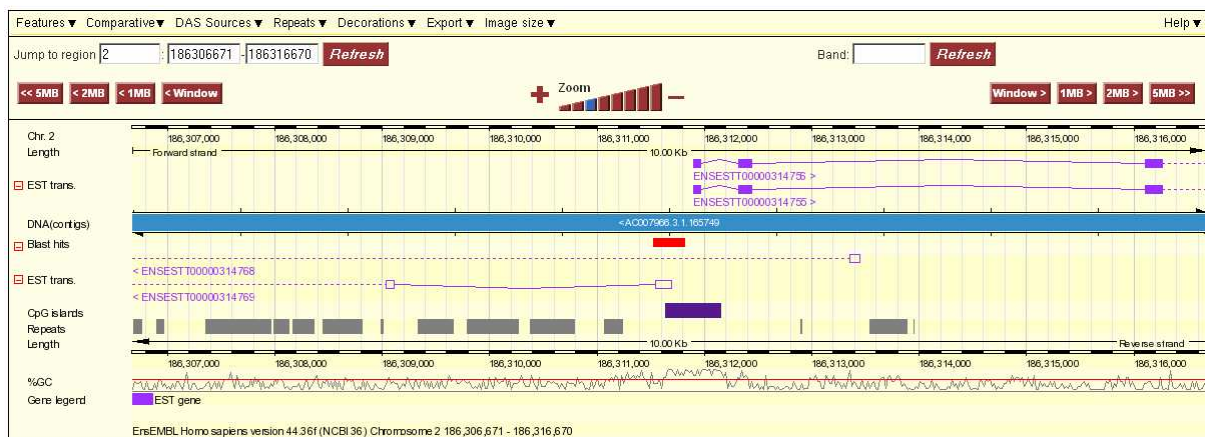 Features ▼ Comparative ▼ DAS Sources ▼ Repeats ▼ Decorations ▼ Export ▼ Image size ▼ Help ▼
Jump to region 2 : 186306671 - 186316670 Refresh Band: Refresh
<< 5MB < 2MB < 1MB < Window + Zoom − Window > 1MB > 2MB > 5MB >>
Chr. 2 186,307,000 186,308,000 186,309,000 186,310,000 186,311,000 186,312,000 186,313,000 186,314,000 186,315,000 186,316,000
Length Forward strand 10.00 Kb
ENSESTT00000314756 >
EST trans.
ENSESTT00000314755 >
DNA(contigs) <AC007966.3.1.165749
Blast hits
< ENSESTT00000314768
EST trans.
< ENSESTT00000314769
CpG islands
Repeats
Length 10.00 Kb Reverse strand
186,307,000 186,308,000 186,309,000 186,310,000 186,311,000 186,312,000 186,313,000 186,314,000 186,315,000 186,316,000
%GC
Gene legend EST gene
EnsEMBL Homo sapiens version 44.36f (NCBI 36) Chromosome 2 186,306,671 - 186,316,670